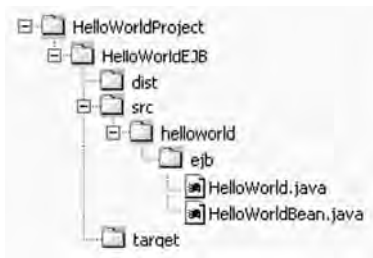 HelloWorldProject
HelloWorldEJB
dist
src
helloworld
ejb
HelloWorld.java
HelloWorldBean.java
target